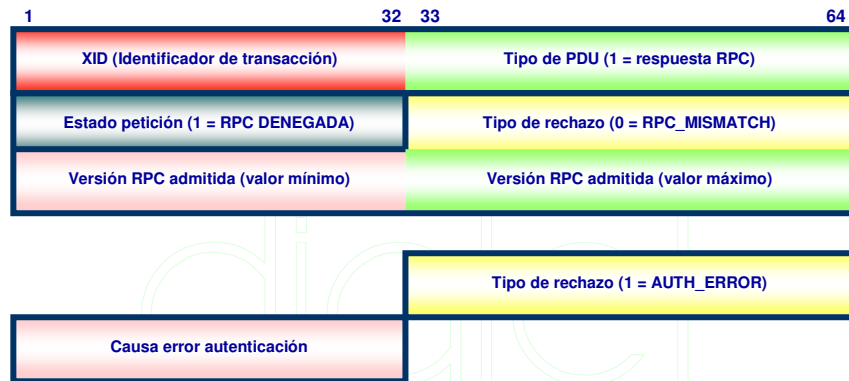 1 32 33 64
XID (Identificador de transacción) Tipo de PDU (1 = respuesta RPC)
Estado petición (1 = RPC DENEGADA) Tipo de rechazo (0 = RPC_MISMATCH)
Versión RPC admitida (valor mínimo) Versión RPC admitida (valor máximo)
Tipo de rechazo (1 = AUTH_ERROR)
Causa error autenticación